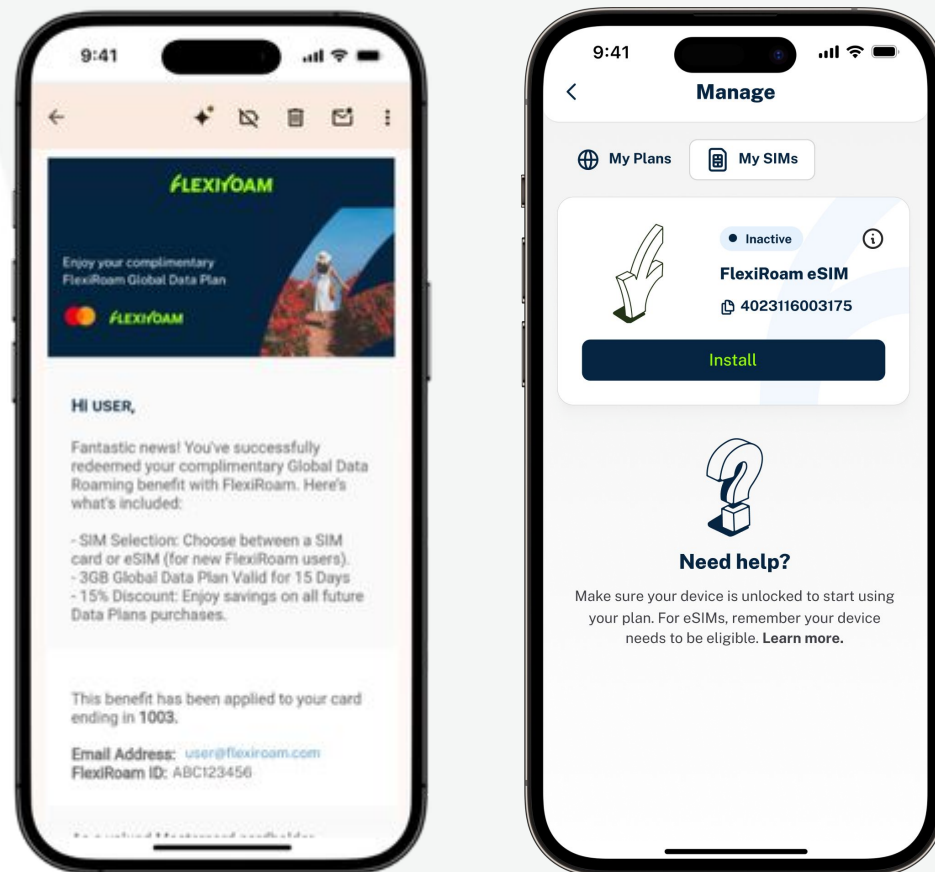 9:41
FLEXIROAM
Enjoy your complimentary
FlexiRoam Global Data Plan
FLEXIROAM
HI USER,
Fantastic news! You've successfully
redeemed your complimentary Global Data
Roaming benefit with FlexiRoam. Here's
what's included:
- SIM Selection: Choose between a SIM
card or eSIM (for new FlexiRoam users).
- 3GB Global Data Plan Valid for 15 Days
- 15% Discount: Enjoy savings on all future
Data Plans purchases.
This benefit has been applied to your card
ending in 1003.
Email Address: user@flexiroam.com
FlexiRoam ID: ABC123456
9:41
Manage
My Plans
My SIMs
Inactive
FlexiRoam eSIM
4023116003175
Install
Need help?
Make sure your device is unlocked to start using
your plan. For eSIMs, remember your device
needs to be eligible. Learn more.